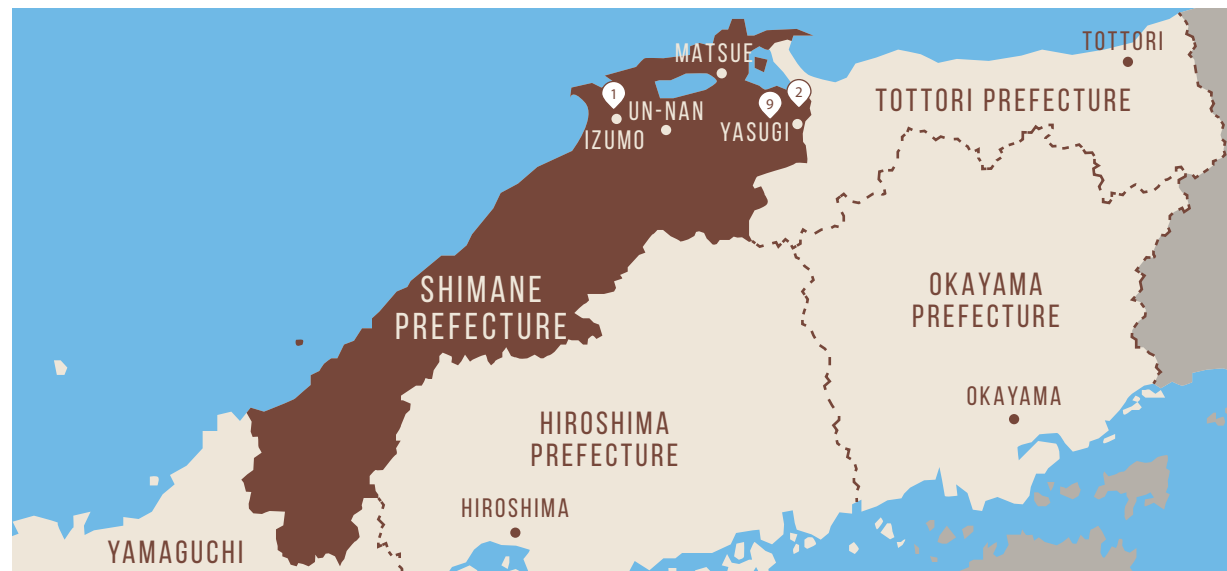 TOTTORI
MATSUE
1
UN-NAN
IZUMO
9
2
YASUGI
TOTTORI PREFECTURE
SHIMANE
PREFECTURE
OKAYAMA
PREFECTURE
OKAYAMA
HIROSHIMA
PREFECTURE
HIROSHIMA
YAMAGUCHI